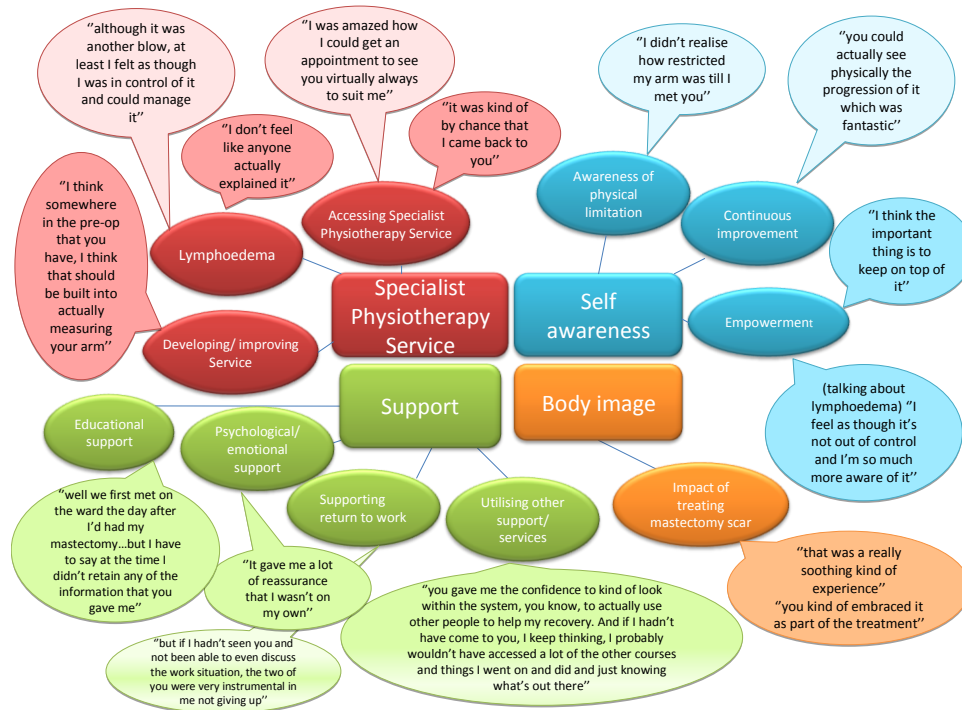 ‘’although it was
another blow, at
least I felt as though
I was in control of it
and could manage
it’’
‘’I was amazed how
I could get an
appointment to see
you virtually always
to suit me’’
‘’I don’t feel
like anyone
actually
explained it’’
‘’it was kind of
by chance that
I came back to
you’’
‘’I think
somewhere
in the pre-op
that you
have, I think
that should
be built into
actually
measuring
your arm’’
Lymphoedema
Accessing Specialist
Physiotherapy Service
Developing/ improving
Service
Specialist
Physiotherapy
Service
‘’I didn’t realise
how restricted
my arm was till I
met you’’
‘’you could
actually see
physically the
progression of it
which was
fantastic’’
Awareness of
physical
limitation
Continuous
improvement
‘’I think the
important
thing is to
keep on top of
it’’
Self
awareness
Empowerment
(talking about
lymphoedema) ‘’I
feel as though it’s
not out of control
and I’m so much
more aware of it’’
Support
Educational
support
Psychological/
emotional
support
Supporting
return to work
Utilising other
support/
services
‘’well we first met on
the ward the day after
I’d had my
mastectomy…but I have
to say at the time I
didn’t retain any of the
information that you
gave me’’
‘’It gave me a lot
of reassurance
that I wasn’t on
my own’’
‘’but if I hadn’t seen you and
not been able to even discuss
the work situation, the two of
you were very instrumental in
me not giving up’’
‘’you gave me the confidence to kind of look
within the system, you know, to actually use
other people to help my recovery. And if I hadn’t
have come to you, I keep thinking, I probably
wouldn’t have accessed a lot of the other courses
and things I went on and did and just knowing
what’s out there’’
Body image
Impact of
treating
mastectomy scar
‘’that was a really
soothing kind of
experience’’
‘’you kind of embraced it
as part of the treatment’’